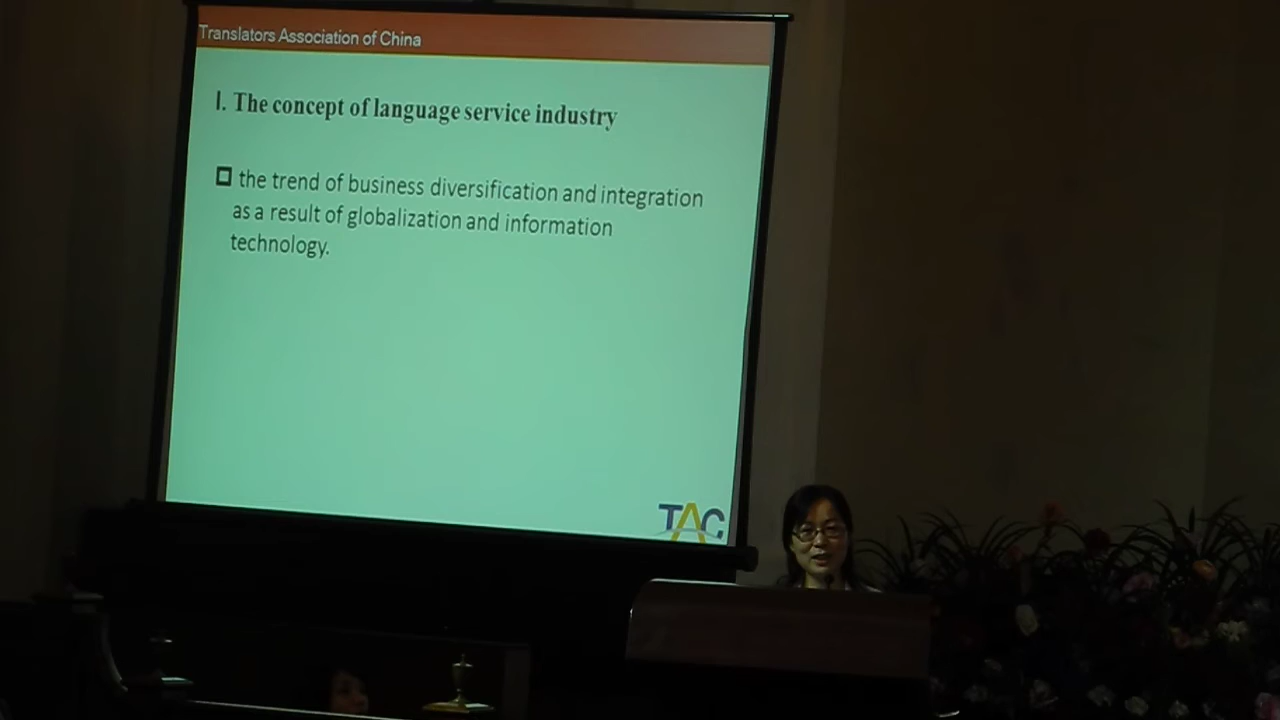 Translators Association of China
I. The concept of language service industry
the trend of business diversification and integration
as a result of globalization and information
technology.
TAC